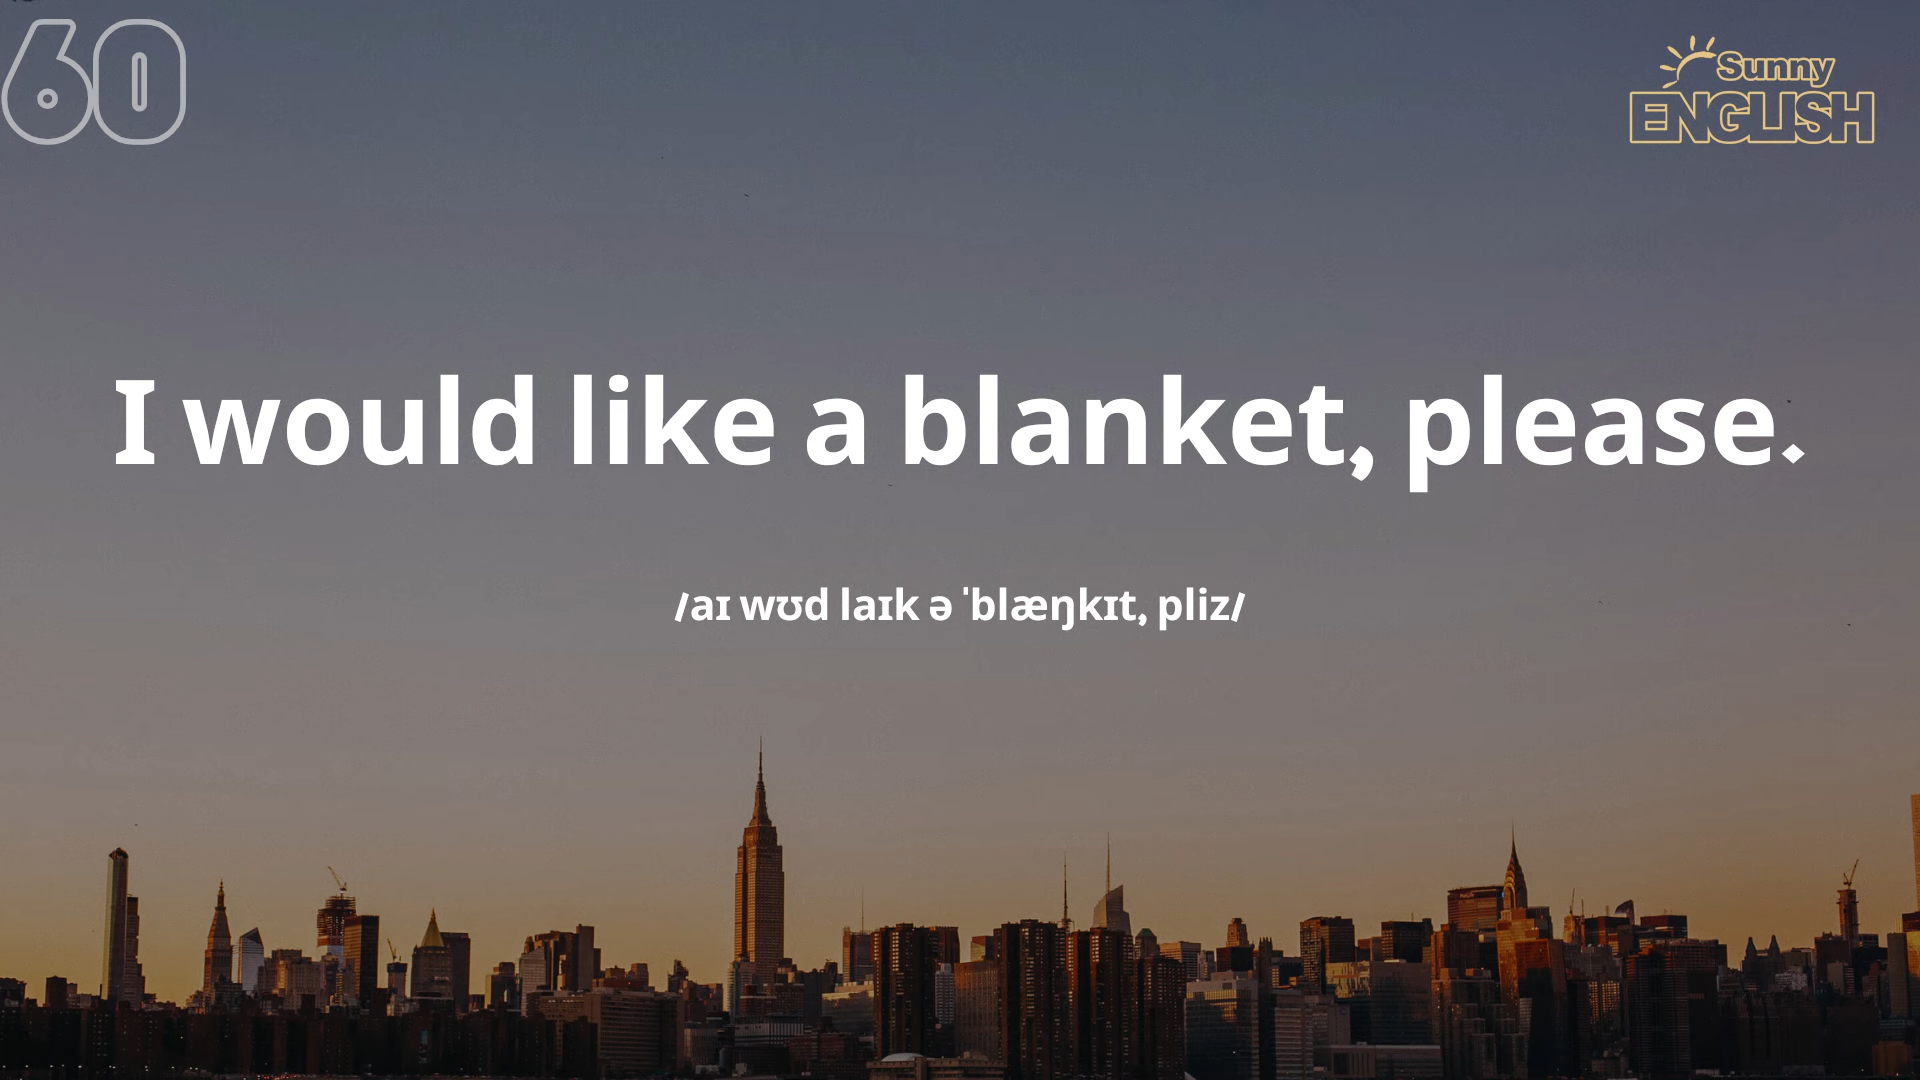 60
Sunny
ENGLISH
I would like a blanket, please.
/aɪ wʊd laɪk ə ˈblæŋkɪt, pliz/